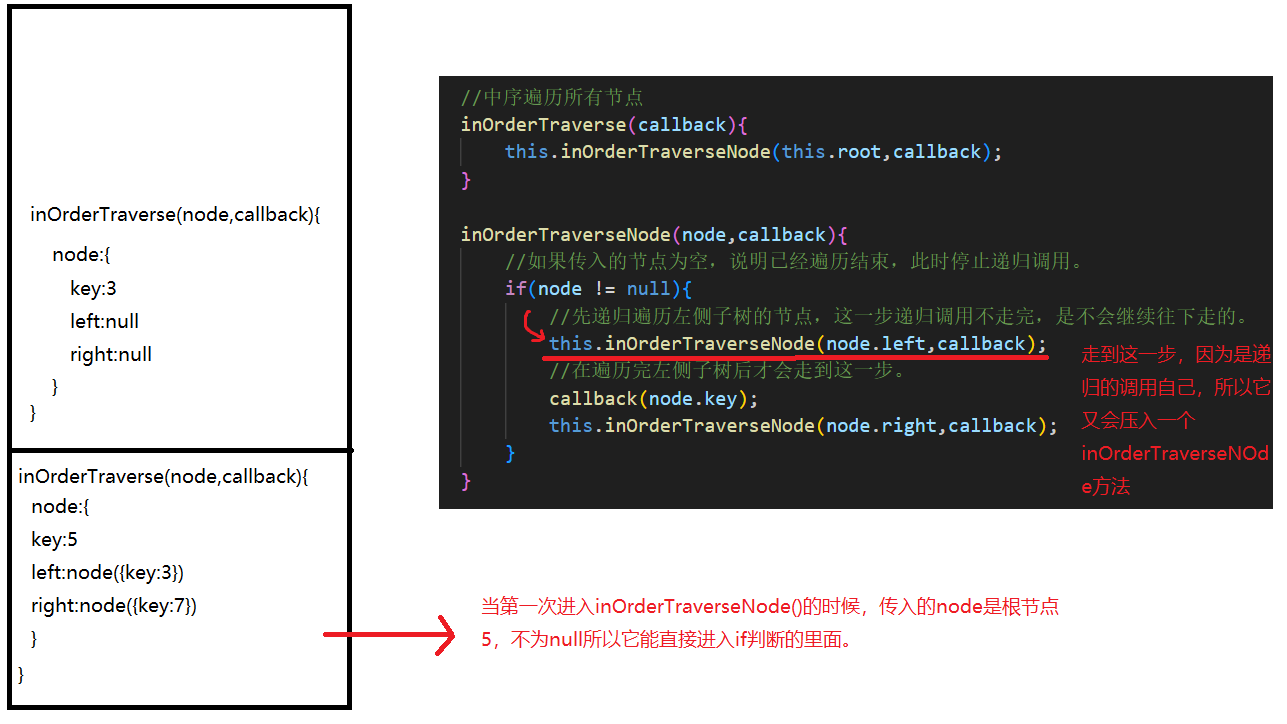 inOrderTraverse(node,callback){
node:{
key:3
left:null
right:null
}
}
inOrderTraverse(node,callback){
node:{
key:5
left:node({key:3})
right:node({key:7})
}
}
//中序遍历所有节点
inOrderTraverse(callback){
this.inOrderTraverseNode(this.root,callback);
}
inOrderTraverseNode(node,callback){
//如果传入的节点为空，说明已经遍历结束，此时停止递归调用。
if(node != null){
//先递归遍历左侧子树的节点，这一步递归调用不走完，是不会继续往下走的。
this.inOrderTraverseNode(node.left,callback);
//在遍历完左侧子树后才会走到这一步。
callback(node.key);
this.inOrderTraverseNode(node.right,callback);
}
}
走到这一步，因为是递
归的调用自己，所以它
又会压入一个
inOrderTraverseNOd
e方法
当第一次进入inOrderTraverseNode()的时候，传入的node是根节点
5，不为null所以它能直接进入if判断的里面。